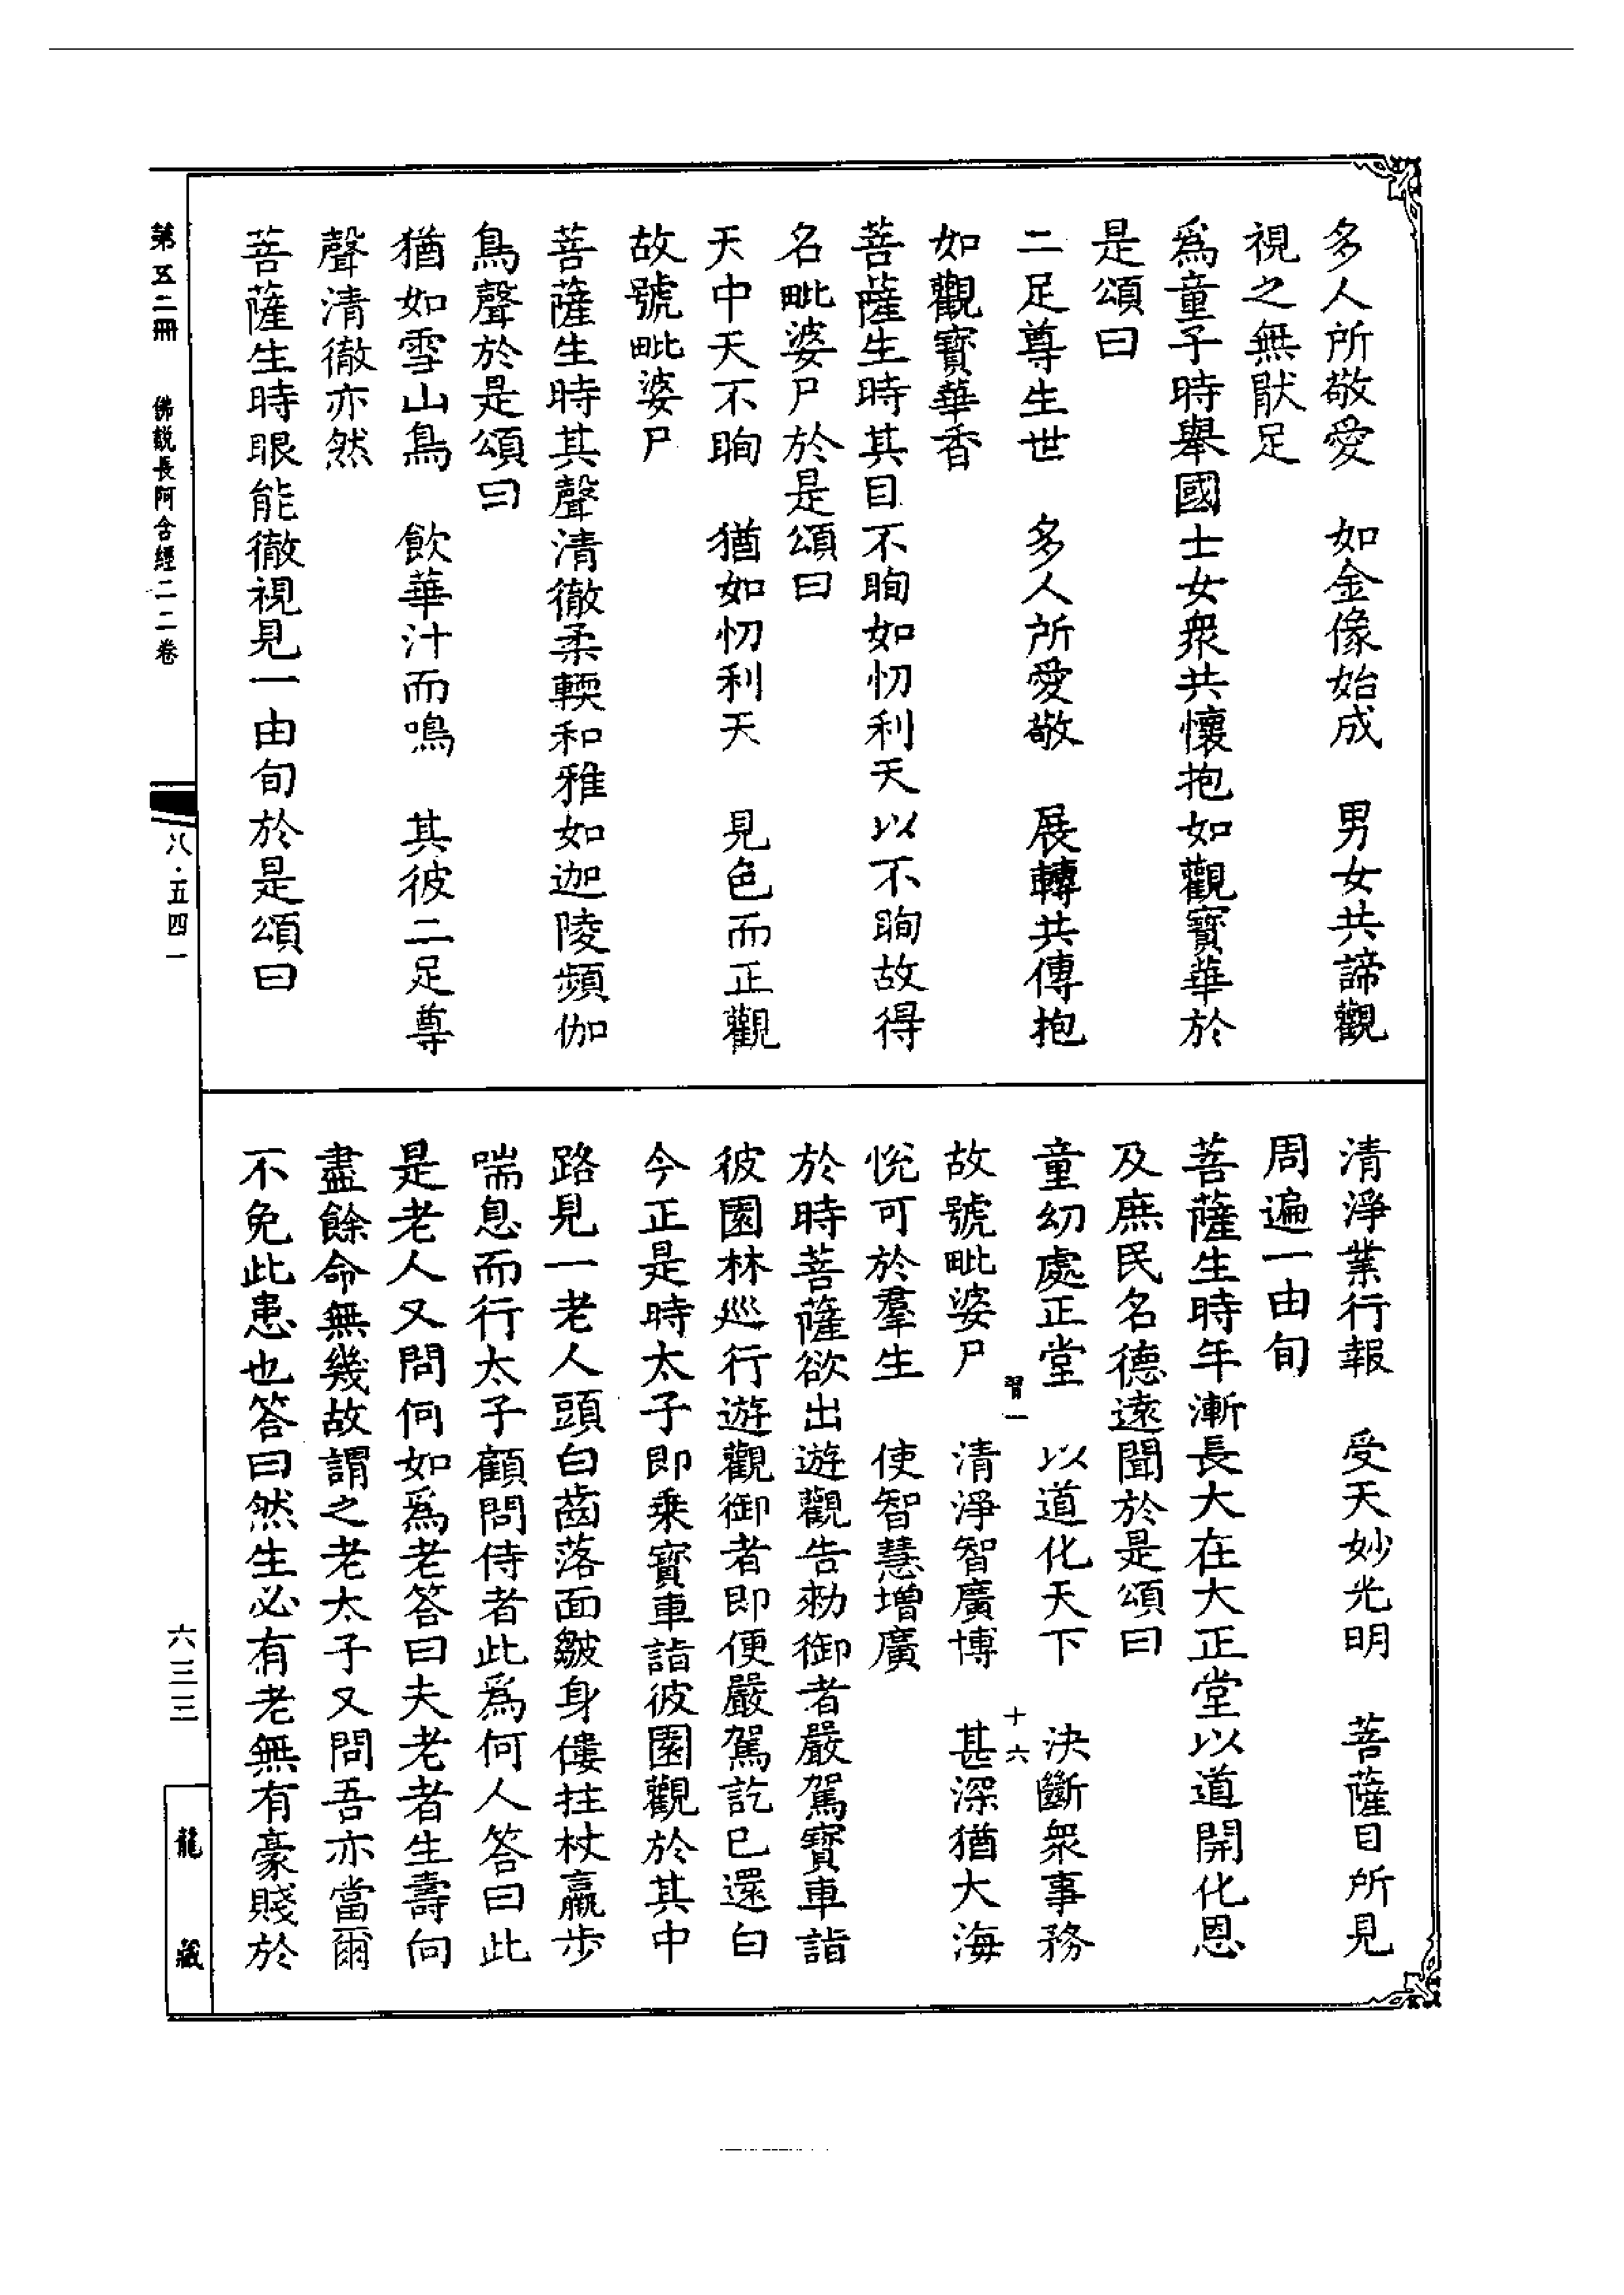 多人所敬愛　如金像始成　男女共諦觀
視之無猒足
爲童子時舉國士女衆共懷抱如觀寶華於
是頌曰
二足尊生世　多人所愛敬　展轉共傳抱
如觀寶華香
菩薩生時其目不眴如忉利天以不眴故得
名毗婆尸於是頌曰
天中天不眴　猶如忉利天　見色而正觀
故號毗婆尸
菩薩生時其聲清徹柔輭和雅如迦陵頻伽
鳥聲於是頌曰
猶如雪山鳥　飲華汁而鳴　其彼二足尊
聲清徹亦然
菩薩生時眼能徹視見一由旬於是頌曰
清淨業行報　受天妙光明　菩薩目所見
周遍一由旬
菩薩生時年漸長大在大正堂以道開化恩
及庶民名德遠聞於是頌曰
童幼處正堂　以道化天下　決斷衆事務
習一　十六
故號毗婆尸　清淨智廣博　甚深猶大海
悅可於羣生　使智慧增廣
於時菩薩欲出遊觀告勑御者嚴駕寶車詣
彼園林巡行遊觀御者即便嚴駕訖已還白
今正是時太子即乗寶車詣彼園觀於其中
路見一老人頭白齒落面皺身僂拄杖羸步
喘息而行太子顧問侍者此爲何人答曰此
是老人又問何如爲老答曰夫老者生壽向
盡餘命無幾故謂之老太子又問吾亦當爾
不免此患也答曰然生必有老無有豪賤於
第五二冊　佛説長阿含經二二卷
八·五四一
六三三
龍藏